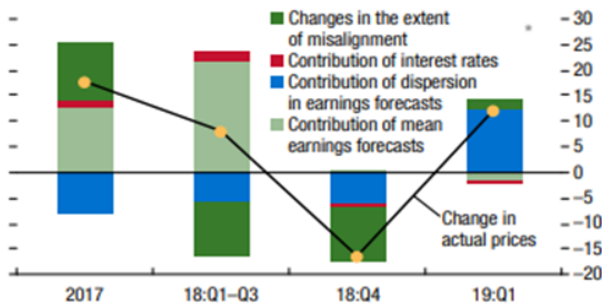 Changes in the extent
of misalignment
Contribution of interest rates
Contribution of dispersion
in earnings forecasts
Contribution of mean
earnings forecasts
30
25
20
15
10
5
0
–5
–10
–15
–20
Change in
actual prices
2017
18:Q1–Q3
18:Q4
19:Q1